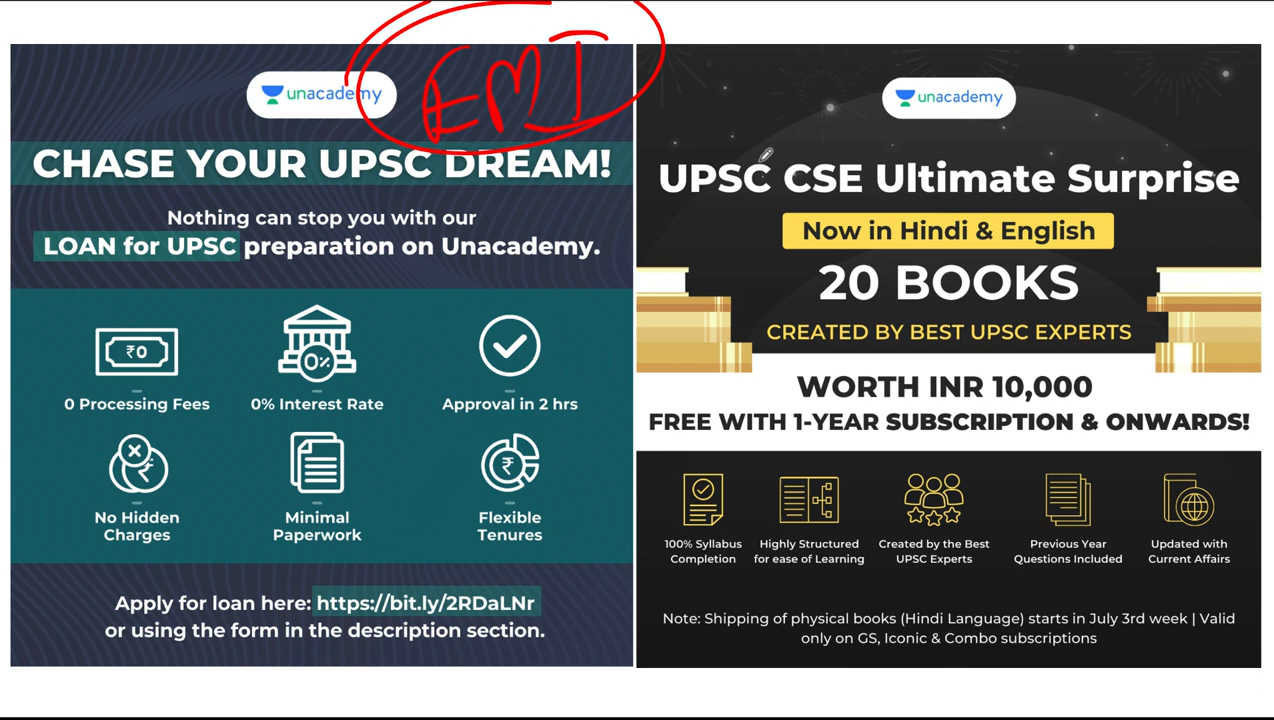 EMI
unacademy
CHASE YOUR UPSC DREAM!
Nothing can stop you with our
LOAN for UPSC preparation on Unacademy.
₹0
0%
0 Processing Fees
0% Interest Rate
Approval in 2 hrs
₹
₹
No Hidden
Charges
Minimal
Paperwork
Flexible
Tenures
Apply for loan here: https://bit.ly/2RDaLNr
or using the form in the description section.
unacademy
UPSC CSE Ultimate Surprise
Now in Hindi & English
20 BOOKS
CREATED BY BEST UPSC EXPERTS
WORTH INR 10,000
FREE WITH 1-YEAR SUBSCRIPTION & ONWARDS!
100% Syllabus
Completion
Highly Structured
for ease of Learning
Created by the Best
UPSC Experts
Previous Year
Questions Included
Updated with
Current Affairs
Note: Shipping of physical books (Hindi Language) starts in July 3rd week | Valid
only on GS, Iconic & Combo subscriptions